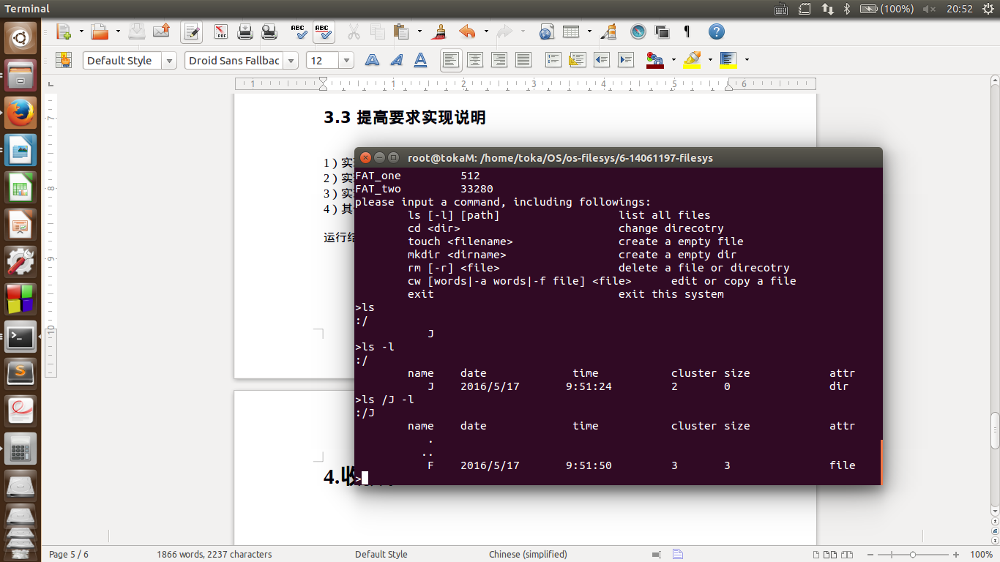 Terminal
(100%)
20:52
Default Style
Droid Sans Fallbac
12
1 1 2 3 4 5 6
7
8
9
10
3.3 提高要求实现说明
1）实
2）实
3）实
4）其
运行结
4.收
root@tokaM: /home/toka/OS/os-filesys/6-14061197-filesys
FAT_one 512
FAT_two 33280
please input a command, including followings:
ls [-l] [path] list all files
cd <dir> change direcotry
touch <filename> create a empty file
mkdir <dirname> create a empty dir
rm [-r] <file> delete a file or direcotry
cw [words|-a words|-f file] <file> edit or copy a file
exit exit this system
>ls
:/
J
>ls -l
:/
name date time cluster size attr
J 2016/5/17 9:51:24 2 0 dir
>ls /J -l
:/J
name date time cluster size attr
.
..
F 2016/5/17 9:51:50 3 3 file
>
Page 5 / 6
1866 words, 2237 characters
Default Style
Chinese (simplified)
100%